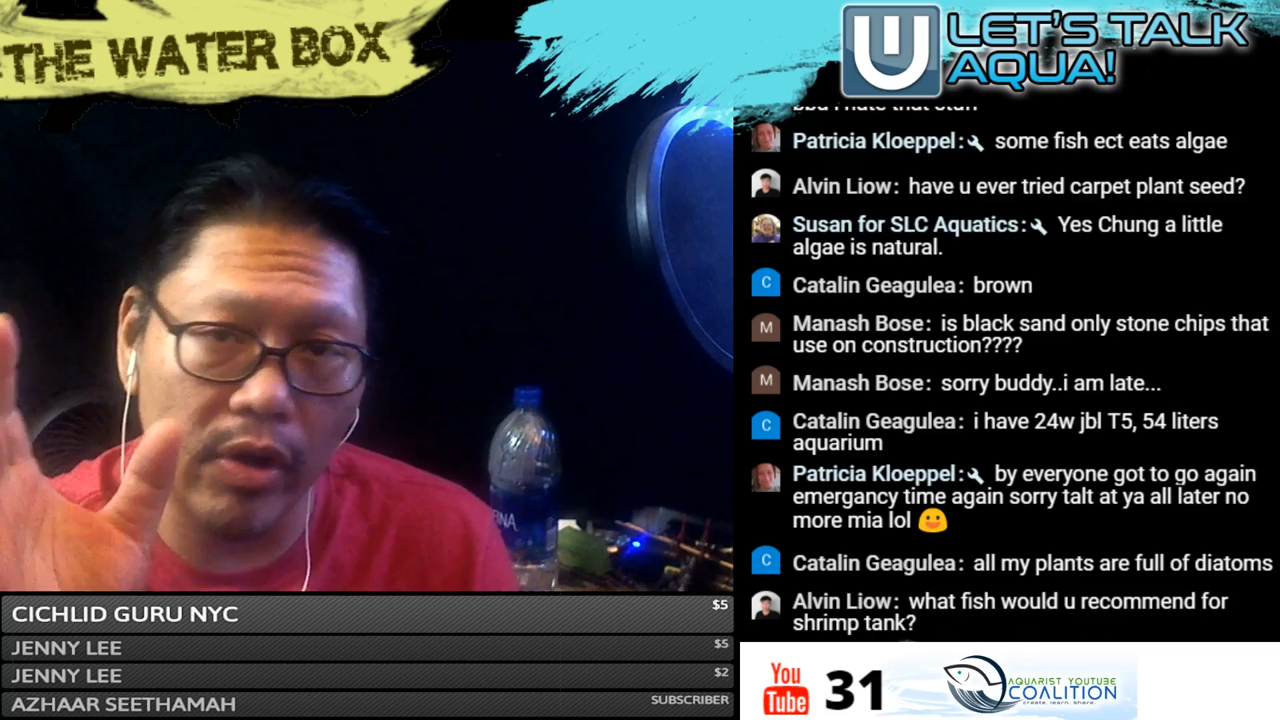 THE WATER BOX
LET'S TALK
AQUA!
Patricia Kloeppel: some fish ect eats algae
Alvin Liow: have u ever tried carpet plant seed?
Susan for SLC Aquatics: Yes Chung a little
algae is natural.
C
Catalin Geagulea: brown
M
Manash Bose: is black sand only stone chips that
use on construction????
M
Manash Bose: sorry buddy..i am late...
C
Catalin Geagulea: i have 24w jbl T5, 54 liters
aquarium
Patricia Kloeppel: by everyone got to go again
emergancy time again sorry talt at ya all later no
more mia lol
C
Catalin Geagulea: all my plants are full of diatoms
Alvin Liow: what fish would u recommend for
shrimp tank?
CICHLID GURU NYC $5
JENNY LEE $5
JENNY LEE $2
AZHAAR SEETHAMAH SUBSCRIBER
You
Tube
31
AQUARIST YOUTUBE
COALITION
create. learn. share.